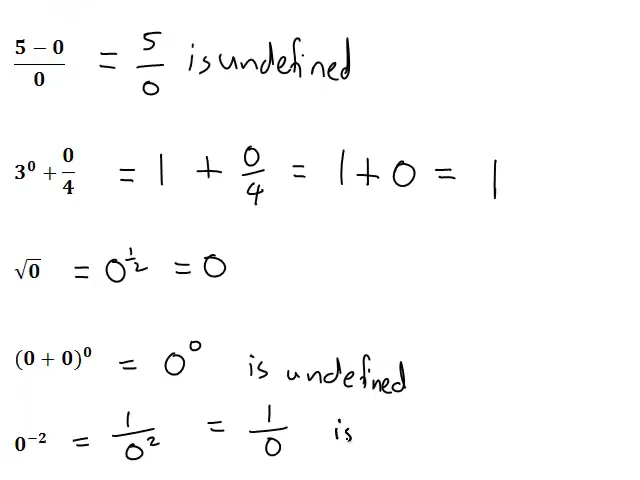 (5 − 0)/0 = 5/0 is undefined
3⁰ + 0/4 = 1 + 0/4 = 1 + 0 = 1
√0 = 0^(1/2) = 0
(0 + 0)⁰ = 0⁰ is undefined
0⁻² = 1/0² = 1/0 is